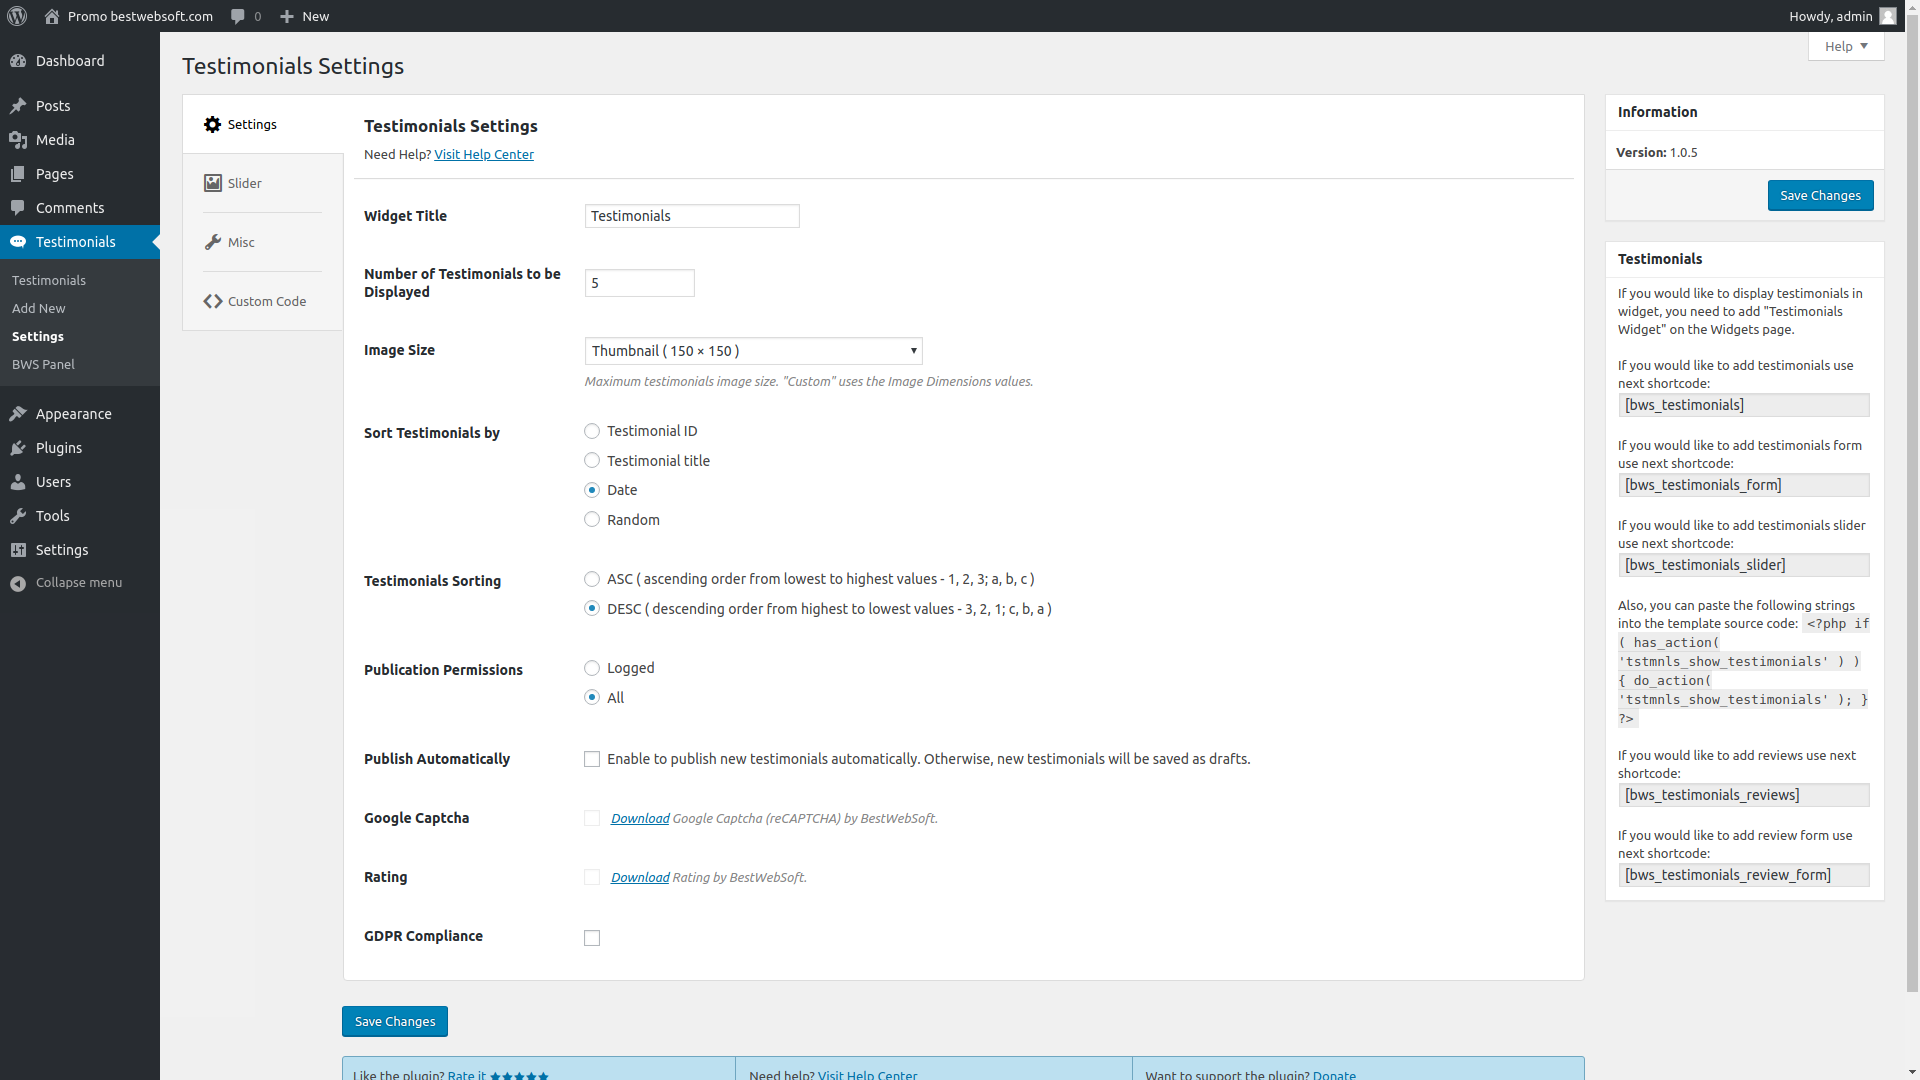 Promo bestwebsoft.com
0
New
Howdy, admin
Help
Dashboard
Posts
Media
Pages
Comments
Testimonials
Testimonials
Add New
Settings
BWS Panel
Appearance
Plugins
Users
Tools
Settings
Collapse menu
Testimonials Settings
Settings
Slider
Misc
Custom Code
Testimonials Settings
Need Help? Visit Help Center
Widget Title
Testimonials
Number of Testimonials to be
Displayed
5
Image Size
Thumbnail ( 150 × 150 )
Maximum testimonials image size. "Custom" uses the Image Dimensions values.
Sort Testimonials by
Testimonial ID
Testimonial title
Date
Random
Testimonials Sorting
ASC ( ascending order from lowest to highest values - 1, 2, 3; a, b, c )
DESC ( descending order from highest to lowest values - 3, 2, 1; c, b, a )
Publication Permissions
Logged
All
Publish Automatically
Enable to publish new testimonials automatically. Otherwise, new testimonials will be saved as drafts.
Google Captcha
Download Google Captcha (reCAPTCHA) by BestWebSoft.
Rating
Download Rating by BestWebSoft.
GDPR Compliance
Save Changes
Like the plugin? Rate it ★★★★★
Need help? Visit Help Center
Want to support the plugin? Donate
Information
Version: 1.0.5
Save Changes
Testimonials
If you would like to display testimonials in
widget, you need to add "Testimonials
Widget" on the Widgets page.
If you would like to add testimonials use
next shortcode:
[bws_testimonials]
If you would like to add testimonials form
use next shortcode:
[bws_testimonials_form]
If you would like to add testimonials slider
use next shortcode:
[bws_testimonials_slider]
Also, you can paste the following strings
into the template source code: <?php if
( has_action(
'tstmnls_show_testimonials' ) )
{ do_action(
'tstmnls_show_testimonials' ); }
?>
If you would like to add reviews use next
shortcode:
[bws_testimonials_reviews]
If you would like to add review form use
next shortcode:
[bws_testimonials_review_form]